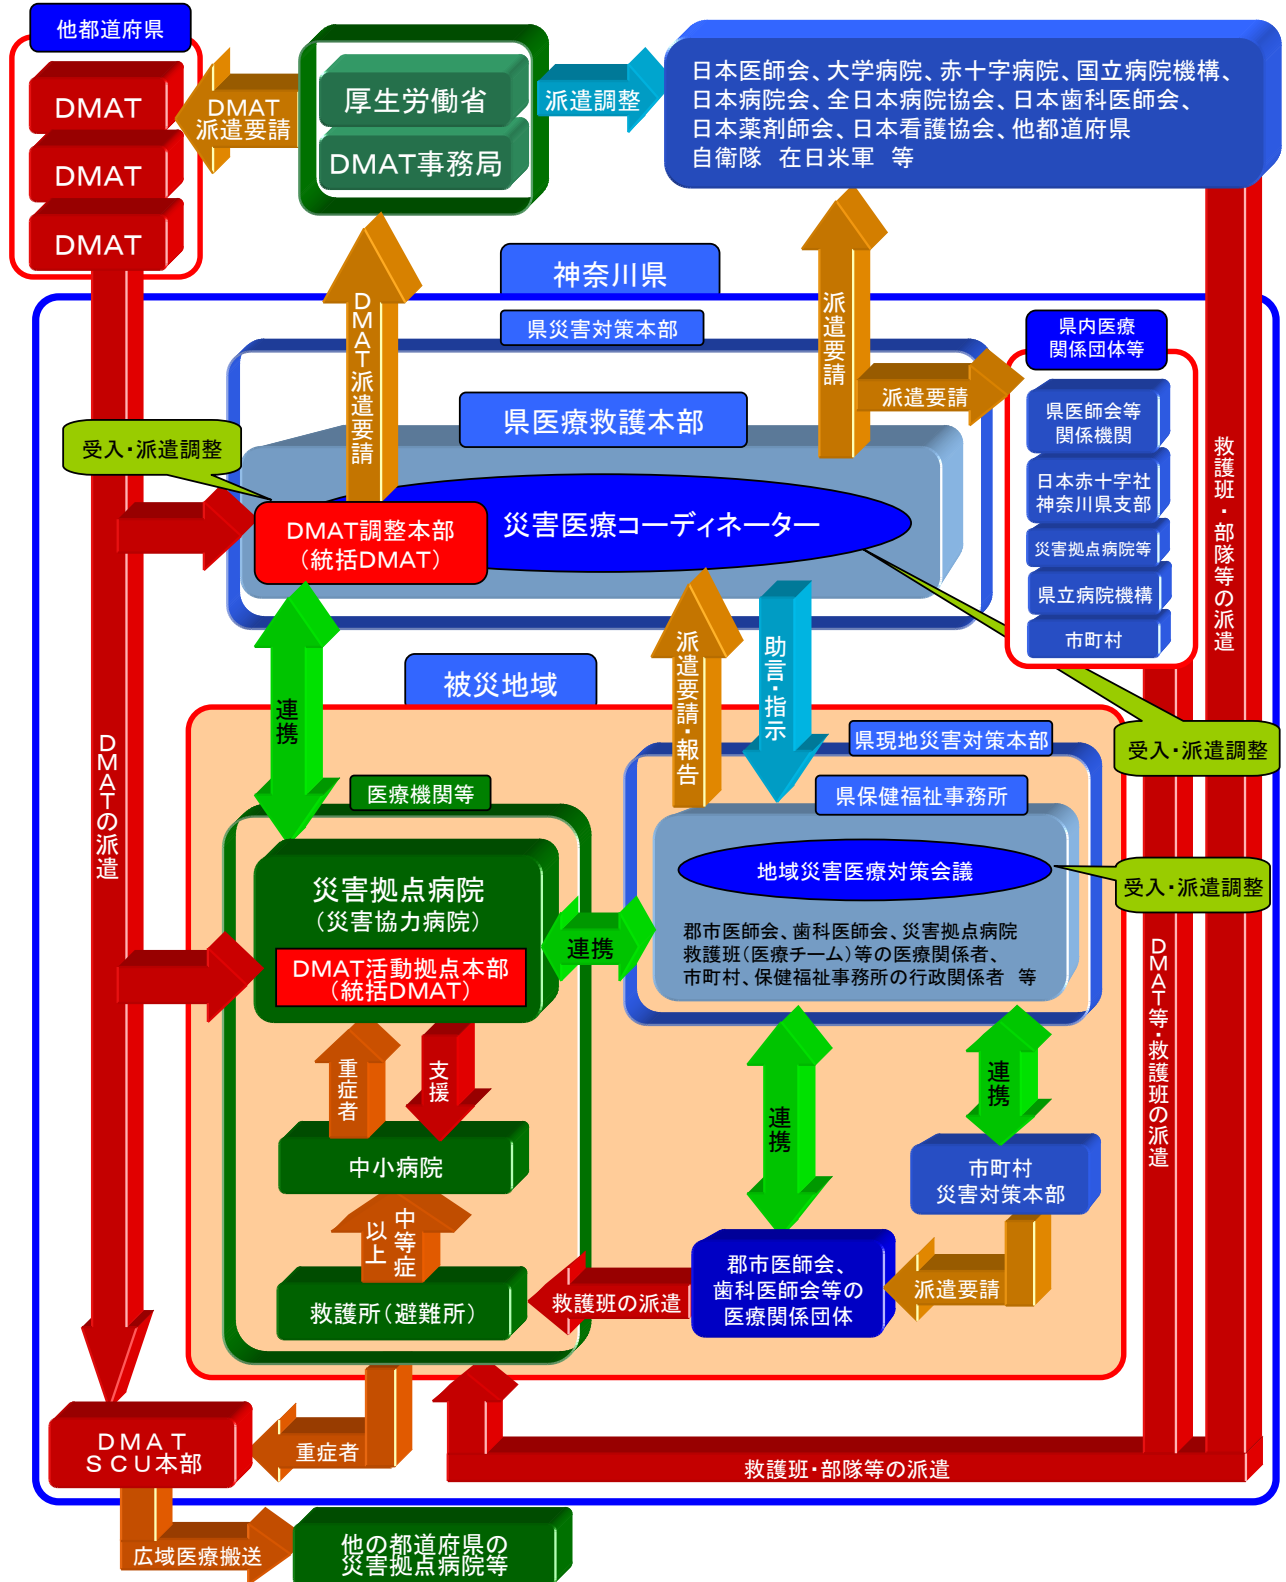 他都道府県
DMAT
DMAT
DMAT
DMAT
派遣要請
厚生労働省
DMAT事務局
派遣調整
日本医師会、大学病院、赤十字病院、国立病院機構、
日本病院会、全日本病院協会、日本歯科医師会、
日本薬剤師会、日本看護協会、他都道府県
自衛隊　在日米軍　等
神奈川県
県災害対策本部
DMAT派遣要請
派遣要請
派遣要請
県内医療
関係団体等
県医師会等
関係機関
日本赤十字社
神奈川県支部
災害拠点病院等
県立病院機構
市町村
県医療救護本部
受入・派遣調整
災害医療コーディネーター
DMAT調整本部
（統括DMAT）
救護班・部隊等の派遣
連携
派遣要請・報告
助言・指示
被災地域
受入・派遣調整
県現地災害対策本部
県保健福祉事務所
地域災害医療対策会議
受入・派遣調整
郡市医師会、歯科医師会、災害拠点病院
救護班（医療チーム）等の医療関係者、
市町村、保健福祉事務所の行政関係者　等
DMATの派遣
医療機関等
災害拠点病院
（災害協力病院）
DMAT活動拠点本部
（統括DMAT）
連携
DMAT等・救護班の派遣
重症者
支援
中小病院
中等症
以上
救護所（避難所）
連携
連携
市町村
災害対策本部
派遣要請
郡市医師会、
歯科医師会等の
医療関係団体
救護班の派遣
DMAT
SCU本部
重症者
救護班・部隊等の派遣
広域医療搬送
他の都道府県の
災害拠点病院等